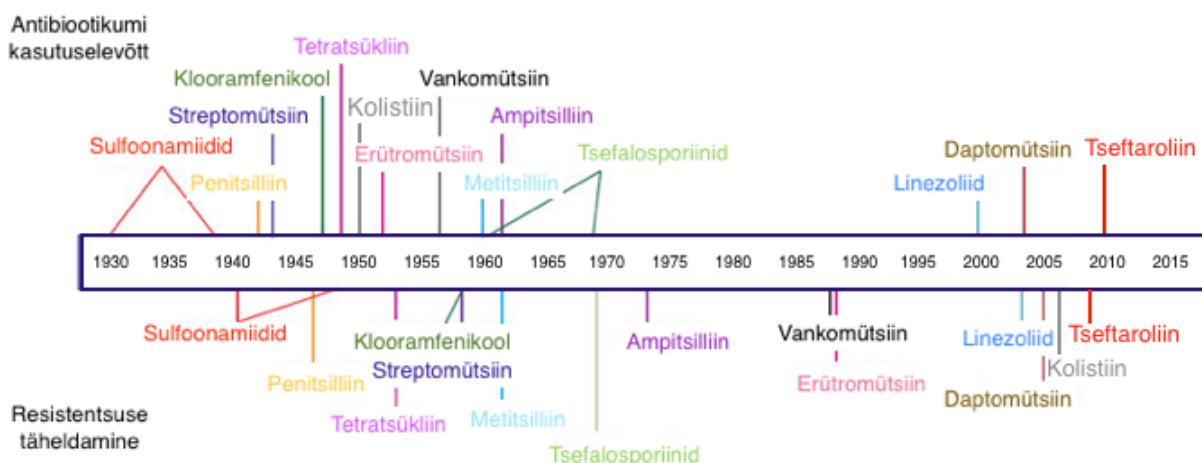 Antibiootikumi
kasutuselevõtt
Tetratsükliin
Klooramfenikool
Vankomütsiin
Kolistiin
Streptomütsiin
Ampitsilliin
Sulfoonamiidid
Erütromütsiin
Tsefalosporiinid
Daptomütsiin
Tseftaroliin
Penitsilliin
Metitsilliin
Linezoliid
1930 1935 1940 1945 1950 1955 1960 1965 1970 1975 1980 1985 1990 1995 2000 2005 2010 2015
Sulfoonamiidid
Klooramfenikool
Ampitsilliin
Vankomütsiin
Linezoliid
Tseftaroliin
Streptomütsiin
Kolistiin
Penitsilliin
Erütromütsiin
Daptomütsiin
Resistentsuse
täheldamine
Tetratsükliin
Metitsilliin
Tsefalosporiinid